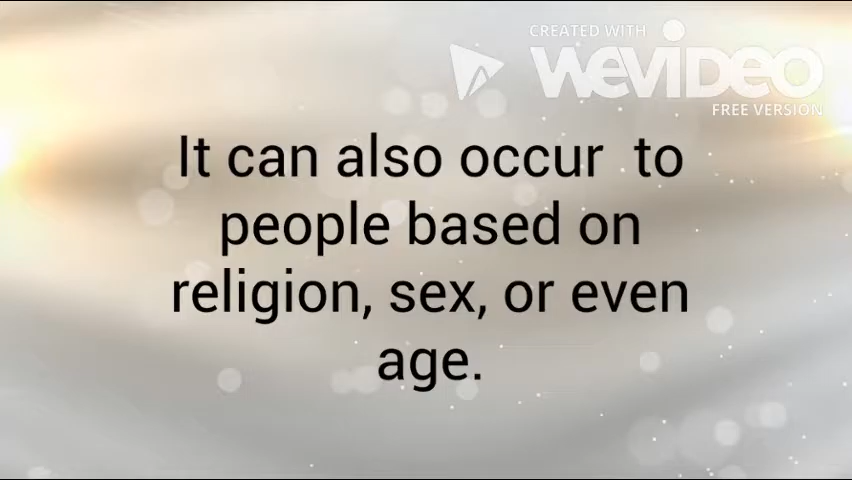 CREATED WITH
WEVIDEO
FREE VERSION
It can also occur  to
people based on
religion, sex, or even
age.